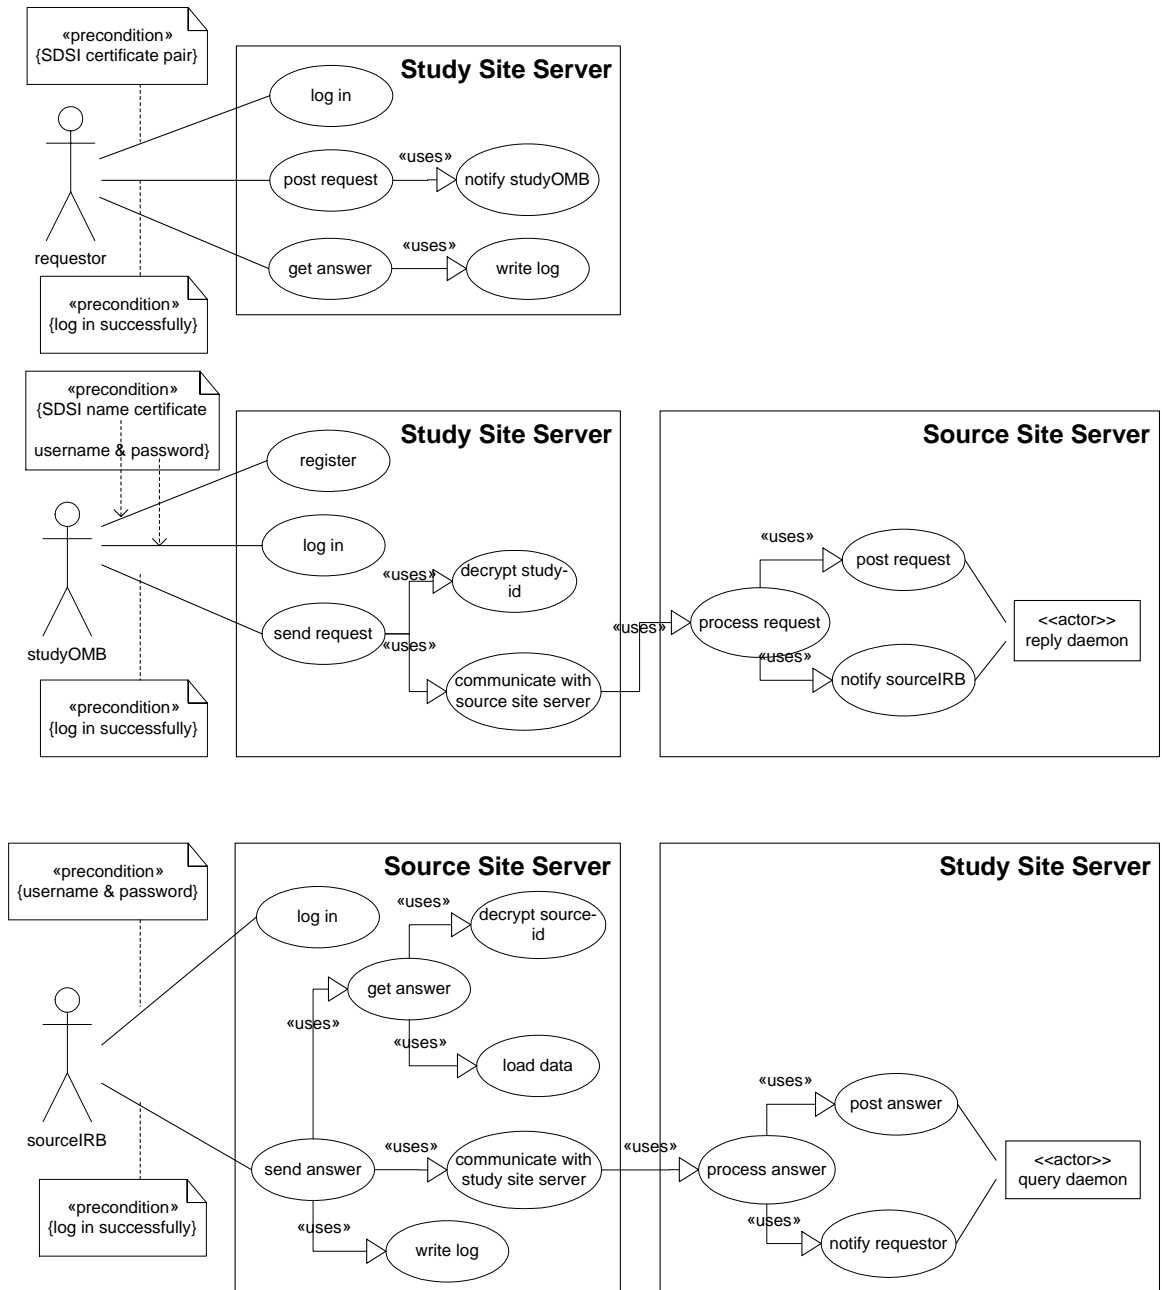 «precondition»
{SDSI certificate pair}
Study Site Server
log in
«uses»
post request
notify studyOMB
requestor
«uses»
get answer
write log
«precondition»
{log in successfully}
«precondition»
{SDSI name certificate
username & password}
Study Site Server
register
log in
«uses»
decrypt study-
id
send request
«uses»
studyOMB
communicate with
source site server
«precondition»
{log in successfully}
Source Site Server
«uses»
post request
«uses»
process request
<<actor>>
reply daemon
«uses»
notify sourceIRB
«precondition»
{username & password}
Source Site Server
log in
«uses»
decrypt source-
id
get answer
«uses»
«uses»
load data
sourceIRB
send answer
«uses»
communicate with
study site server
«precondition»
{log in successfully}
«uses»
write log
Study Site Server
«uses»
post answer
«uses»
process answer
<<actor>>
query daemon
«uses»
notify requestor